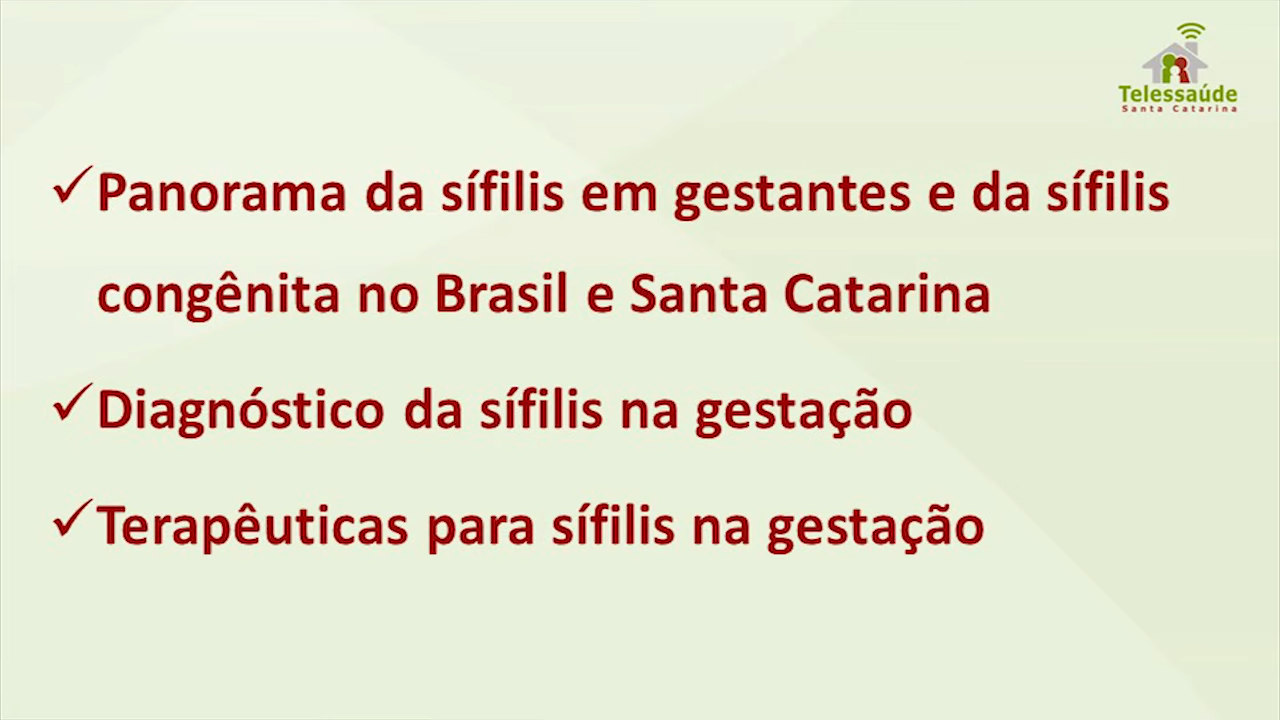 Telessaúde
Santa Catarina
✓Panorama da sífilis em gestantes e da sífilis
congênita no Brasil e Santa Catarina
✓Diagnóstico da sífilis na gestação
✓Terapêuticas para sífilis na gestação